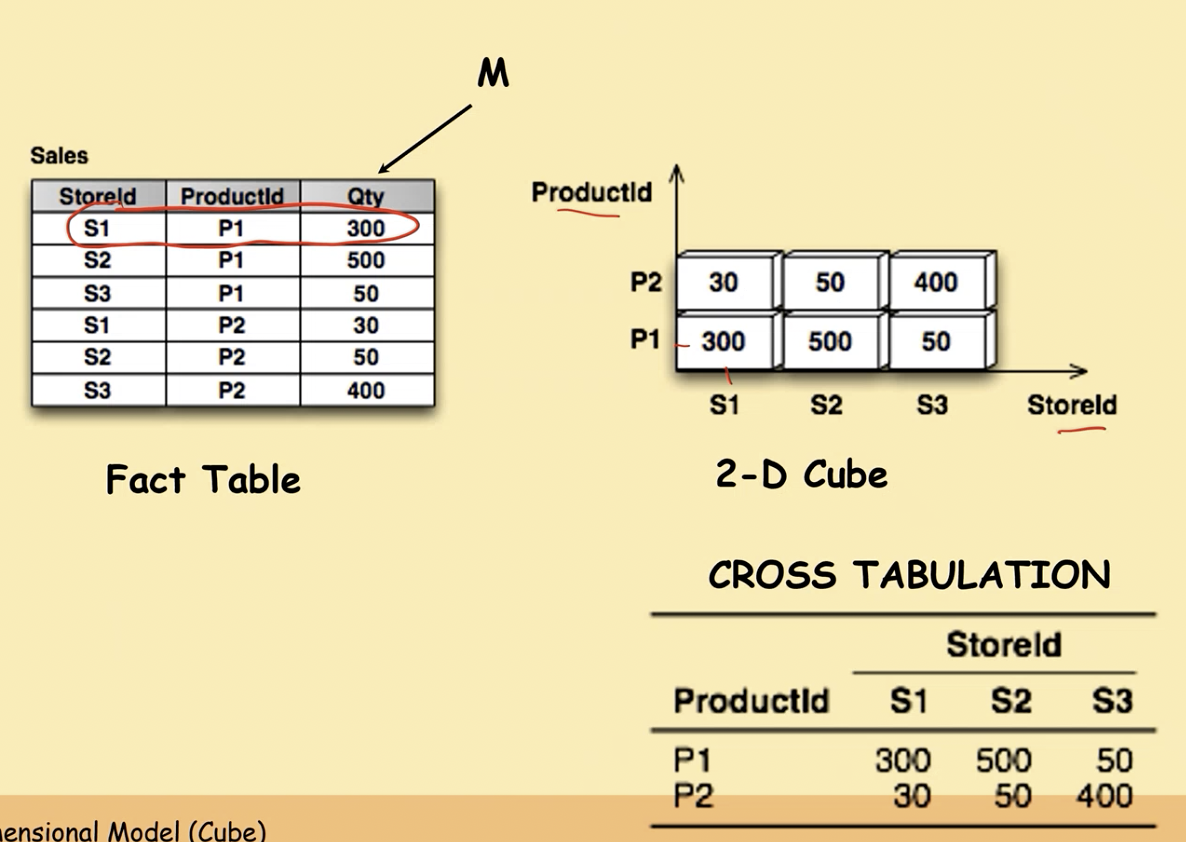 M
Sales
StoreId ProductId Qty
S1 P1 300
S2 P1 500
S3 P1 50
S1 P2 30
S2 P2 50
S3 P2 400
Fact Table
ProductId
P2 30 50 400
P1 300 500 50
S1 S2 S3 StoreId
2-D Cube
CROSS TABULATION
StoreId
ProductId S1 S2 S3
P1 300 500 50
P2 30 50 400
Model (Cube)